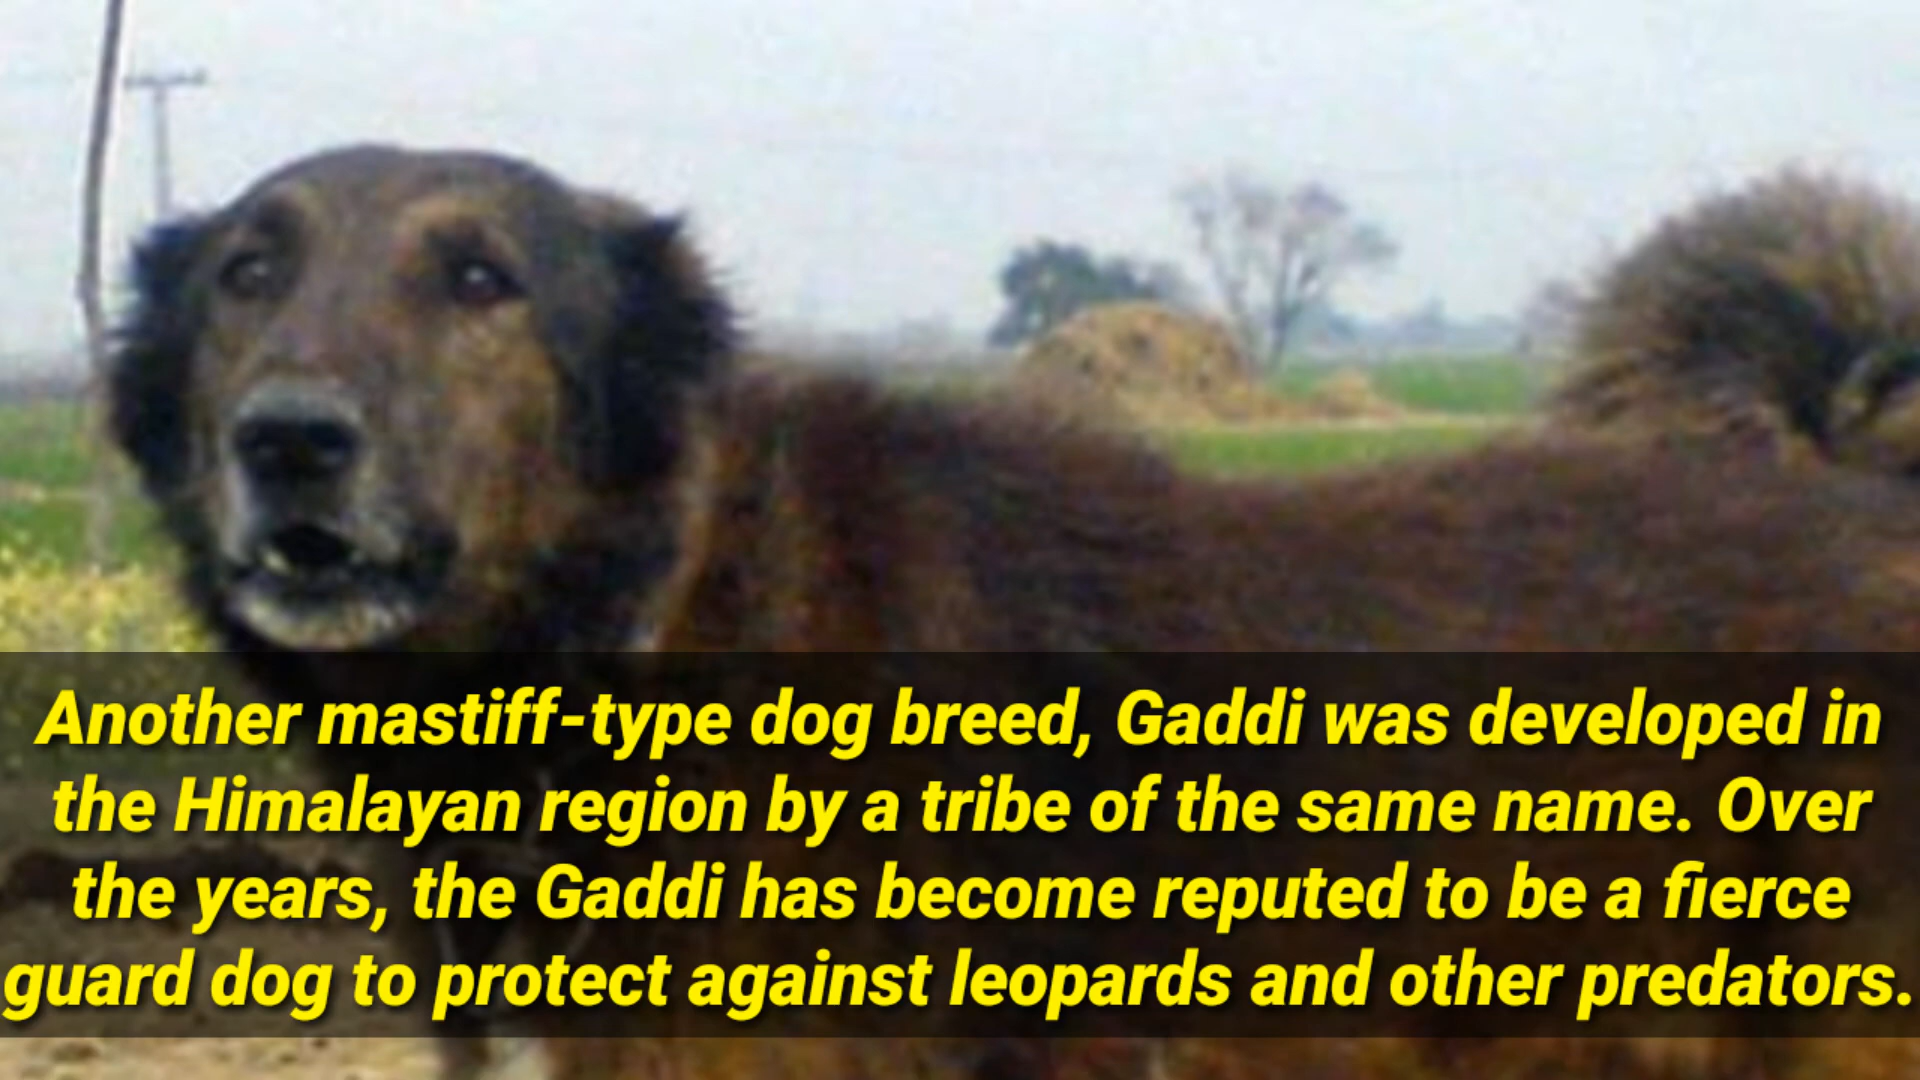 Another mastiff-type dog breed, Gaddi was developed in
the Himalayan region by a tribe of the same name. Over
the years, the Gaddi has become reputed to be a fierce
guard dog to protect against leopards and other predators.